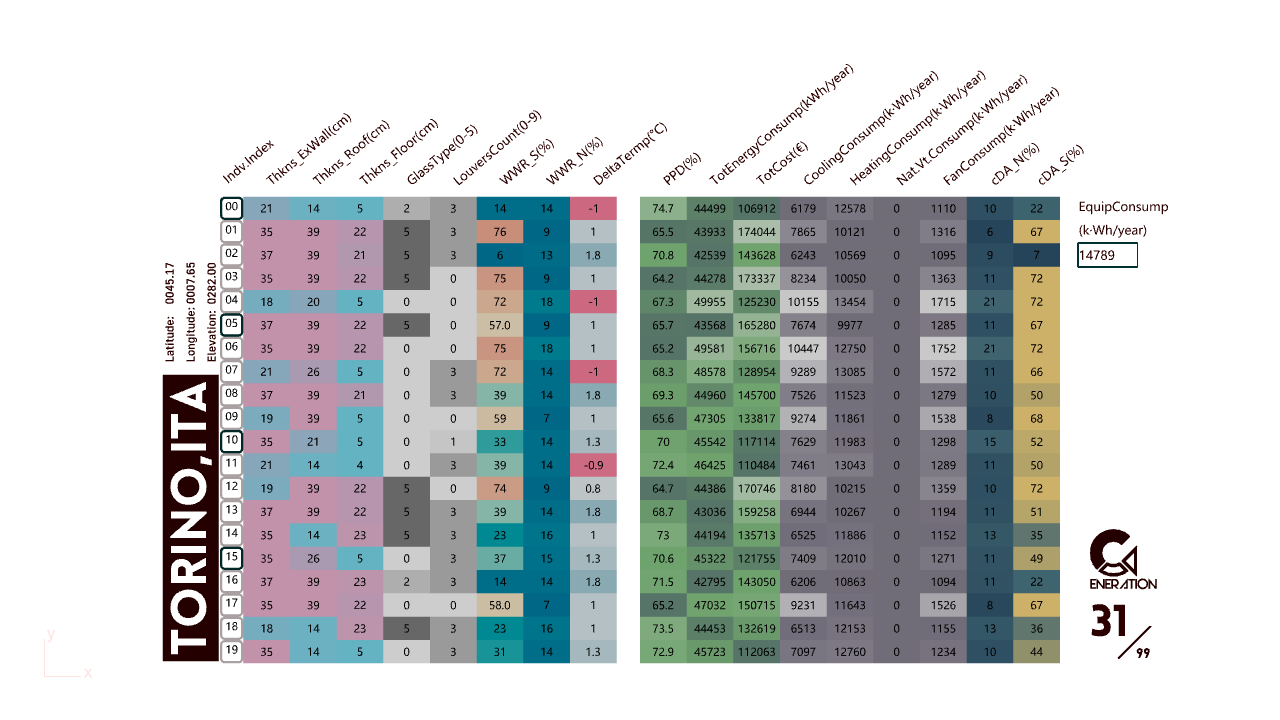 Indv.Index Thkns_ExWall(cm) Thkns_Roof(cm) Thkns_Floor(cm) GlassType(0-5) LouversCount(0-9) WWR_S(%) WWR_N(%) DeltaTermp(°C) PPD(%) TotEnergyConsump(kWh/year) TotCost(€) CoolingConsump(k·Wh/year) HeatingConsump(k·Wh/year) Nat.Vt.Consump(k·Wh/year) FanConsump(k·Wh/year) cDA_N(%) cDA_S(%)
00 21 14 5 2 3 14 14 -1 74.7 44499 106912 6179 12578 0 1110 10 22
01 35 39 22 5 3 76 9 1 65.5 43933 174044 7865 10121 0 1316 6 67
02 37 39 21 5 3 6 13 1.8 70.8 42539 143628 6243 10569 0 1095 9 7
03 35 39 22 5 0 75 9 1 64.2 44278 173337 8234 10050 0 1363 11 72
04 18 20 5 0 0 72 18 -1 67.3 49955 125230 10155 13454 0 1715 21 72
05 37 39 22 5 0 57.0 9 1 65.7 43568 165280 7674 9977 0 1285 11 67
06 35 39 22 0 0 75 18 1 65.2 49581 156716 10447 12750 0 1752 21 72
07 21 26 5 0 3 72 14 -1 68.3 48578 128954 9289 13085 0 1572 11 66
08 37 39 21 0 3 39 14 1.8 69.3 44960 145700 7526 11523 0 1279 10 50
09 19 39 5 0 0 59 7 1 65.6 47305 133817 9274 11861 0 1538 8 68
10 35 21 5 0 1 33 14 1.3 70 45542 117114 7629 11983 0 1298 15 52
11 21 14 4 0 3 39 14 -0.9 72.4 46425 110484 7461 13043 0 1289 11 50
12 19 39 22 5 0 74 9 0.8 64.7 44386 170746 8180 10215 0 1359 10 72
13 37 39 22 5 3 39 14 1.8 68.7 43036 159258 6944 10267 0 1194 11 51
14 35 14 23 5 3 23 16 1 73 44194 135713 6525 11886 0 1152 13 35
15 35 26 5 0 3 37 15 1.3 70.6 45322 121755 7409 12010 0 1271 11 49
16 37 39 23 2 3 14 14 1.8 71.5 42795 143050 6206 10863 0 1094 11 22
17 35 39 22 0 0 58.0 7 1 65.2 47032 150715 9231 11643 0 1526 8 67
18 18 14 23 5 3 23 16 1 73.5 44453 132619 6513 12153 0 1155 13 36
19 35 14 5 0 3 31 14 1.3 72.9 45723 112063 7097 12760 0 1234 10 44
Latitude: 0045.17
Longitude: 0007.65
Elevation: 0282.00
TORINO,ITA
EquipConsump
(k·Wh/year)
14789
GENERATION
31/99
y
x